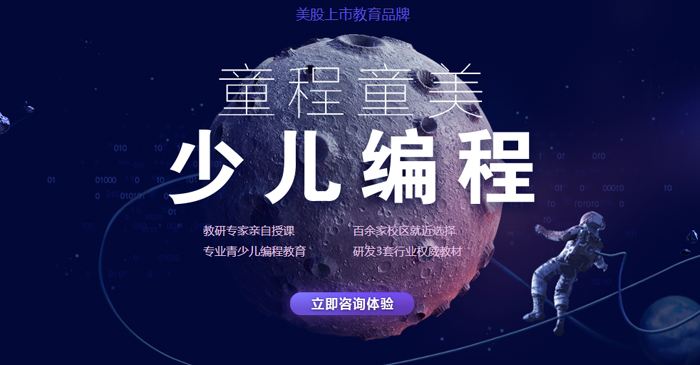 美股上市教育品牌
童程童美
少儿编程
教研专家亲自授课 百余家校区就近选择
专业青少儿编程教育 研发3套行业权威教材
立即咨询体验